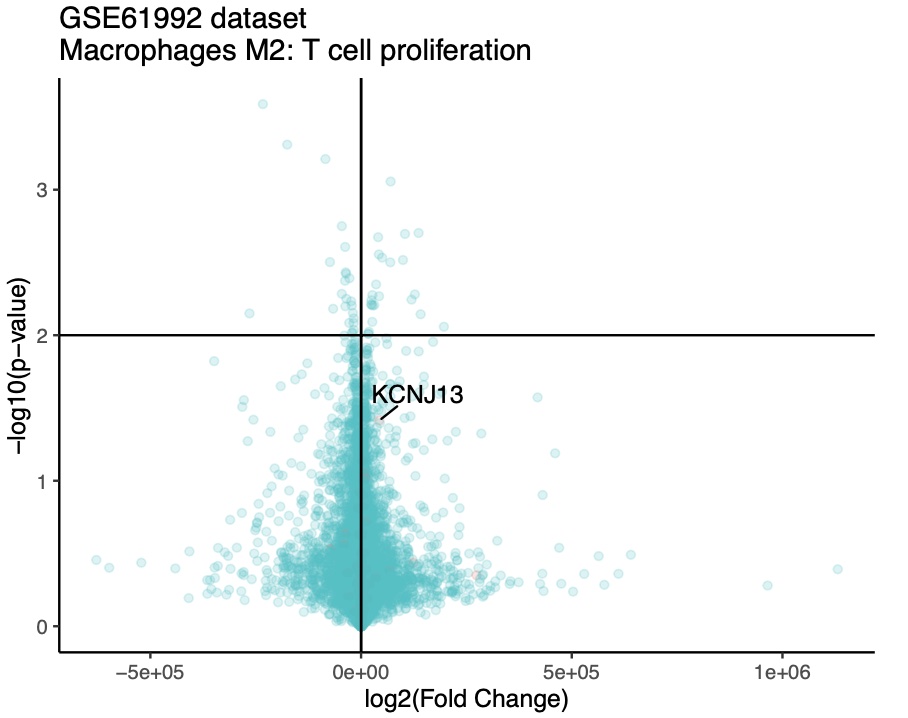 GSE61992 dataset
Macrophages M2: T cell proliferation
3
2
1
0
−log10(p−value)
KCNJ13
−5e+05
0e+00
5e+05
1e+06
log2(Fold Change)